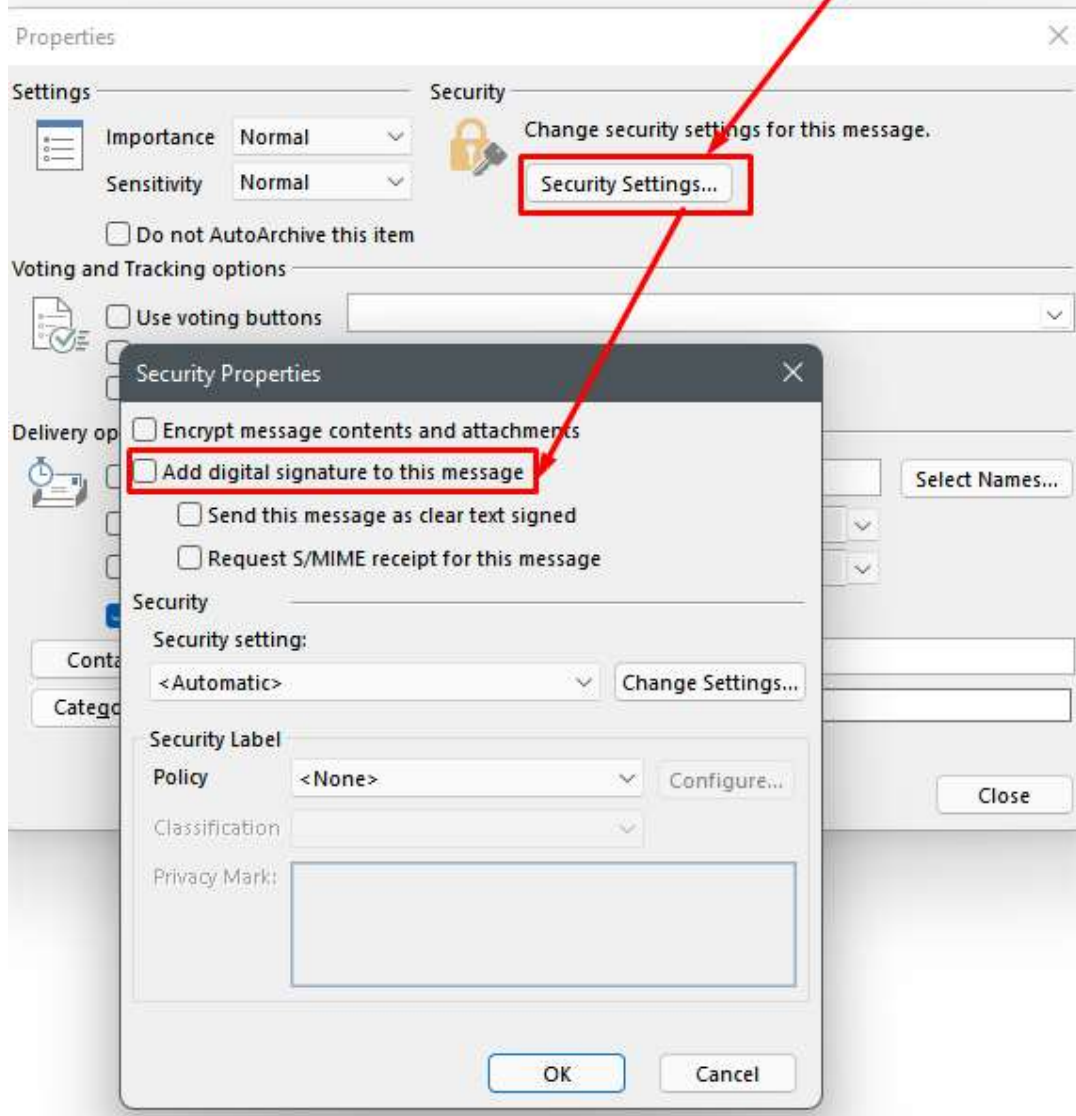 Properties
Settings
Security
Importance Normal
Change security settings for this message.
Sensitivity Normal
Security Settings...
Do not AutoArchive this item
Voting and Tracking options
Use voting buttons
Security Properties
Encrypt message contents and attachments
Delivery op
Add digital signature to this message
Select Names...
Send this message as clear text signed
Request S/MIME receipt for this message
Security
Security setting:
Conta
<Automatic> Change Settings...
Catego
Security Label
Policy <None> Configure...
Close
Classification
Privacy Mark:
OK Cancel